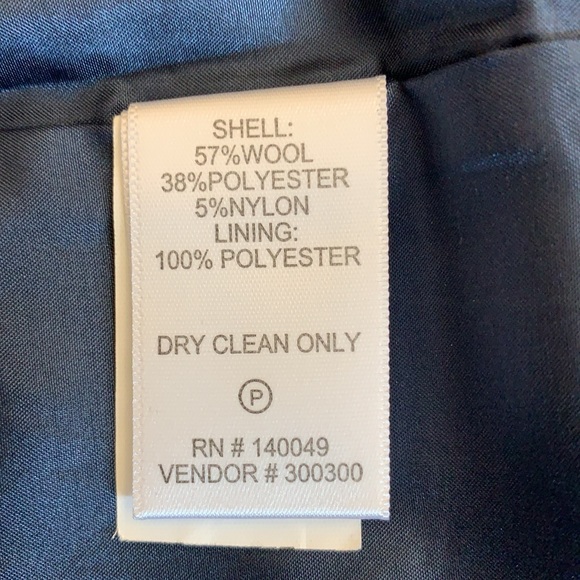 SHELL:
57%WOOL
38%POLYESTER
5%NYLON
LINING:
100% POLYESTER
DRY CLEAN ONLY
P
RN # 140049
VENDOR # 300300